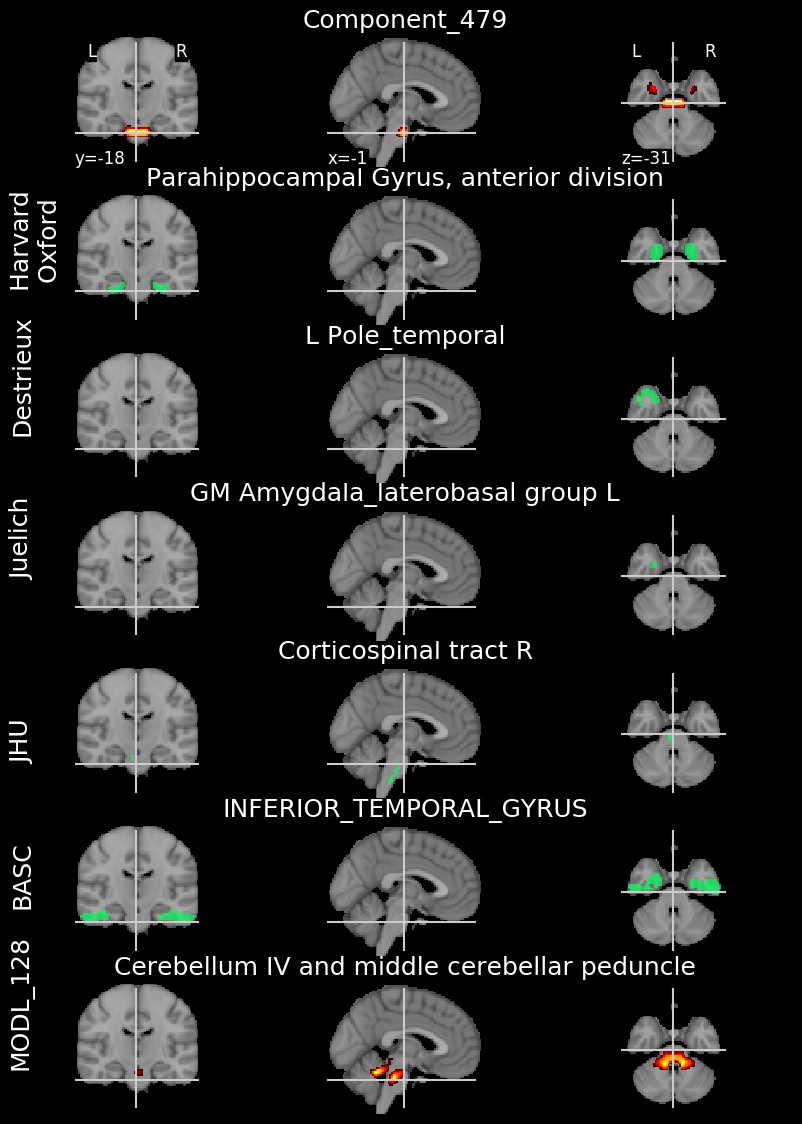 Component_479
L R
L R
y=-18
x=-1
z=-31
Parahippocampal Gyrus, anterior division
Harvard
Oxford
L Pole_temporal
Destrieux
GM Amygdala_laterobasal group L
Juelich
Corticospinal tract R
JHU
INFERIOR_TEMPORAL_GYRUS
BASC
Cerebellum IV and middle cerebellar peduncle
MODL_128